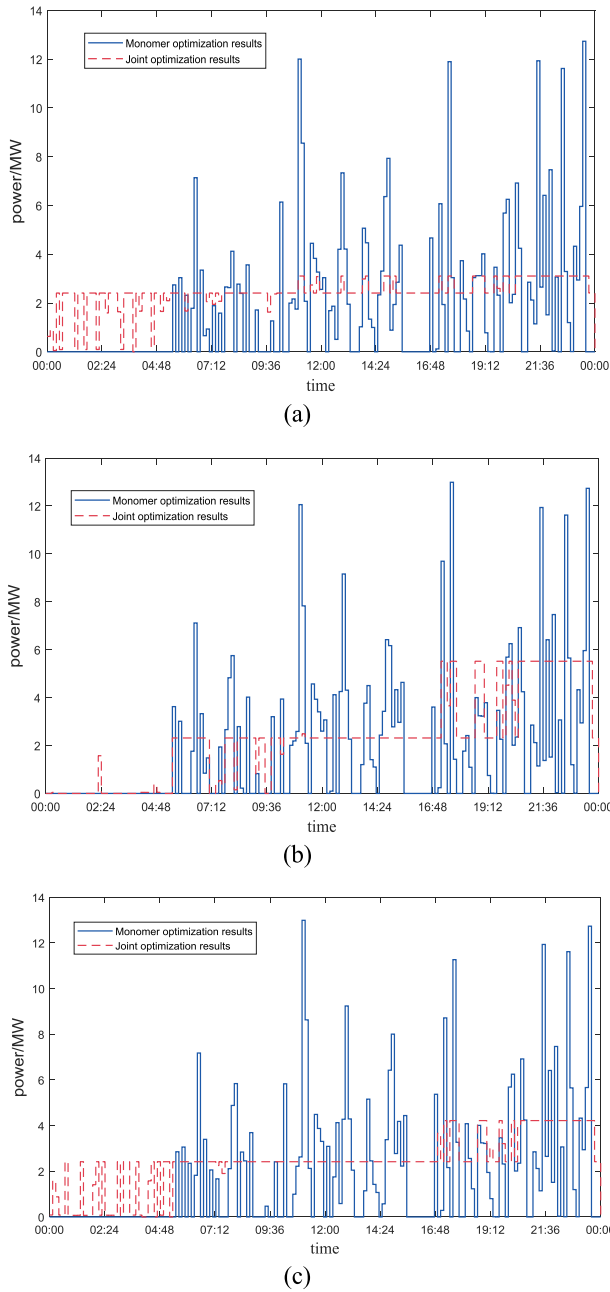 14
12
10
8
6
4
2
0
power/MW
Monomer optimization results
Joint optimization results
00:00 02:24 04:48 07:12 09:36 12:00 14:24 16:48 19:12 21:36 00:00
time
(a)
14
12
10
8
6
4
2
0
power/MW
Monomer optimization results
Joint optimization results
00:00 02:24 04:48 07:12 09:36 12:00 14:24 16:48 19:12 21:36 00:00
time
(b)
14
12
10
8
6
4
2
0
power/MW
Monomer optimization results
Joint optimization results
00:00 02:24 04:48 07:12 09:36 12:00 14:24 16:48 19:12 21:36 00:00
time
(c)